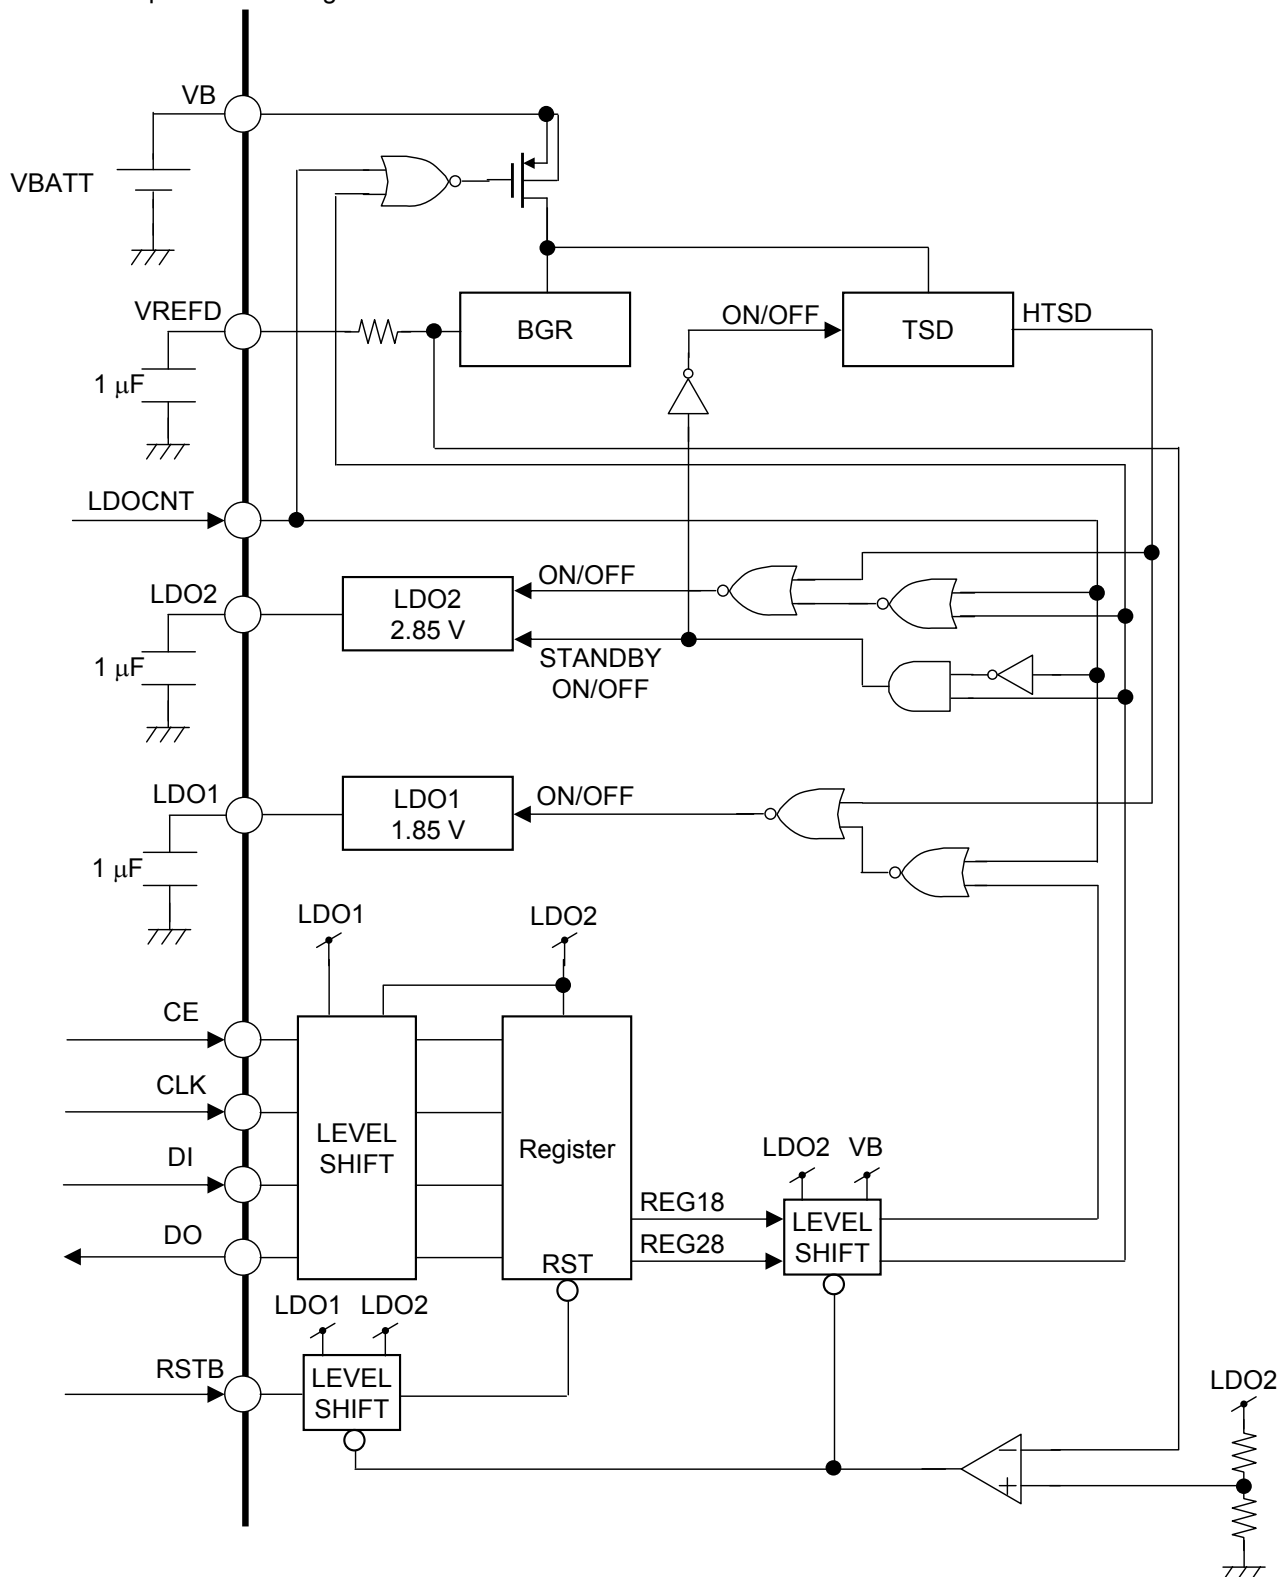 VB
VBATT
VREFD
BGR
ON/OFF
TSD
HTSD
1 μF
LDOCNT
LDO2
LDO2
2.85 V
ON/OFF
1 μF
STANDBY
ON/OFF
LDO1
LDO1
1.85 V
ON/OFF
1 μF
LDO1
LDO2
CE
CLK
DI
DO
LEVEL
SHIFT
Register
RST
REG18
REG28
LDO2
VB
LEVEL
SHIFT
LDO1
LDO2
RSTB
LEVEL
SHIFT
LDO2